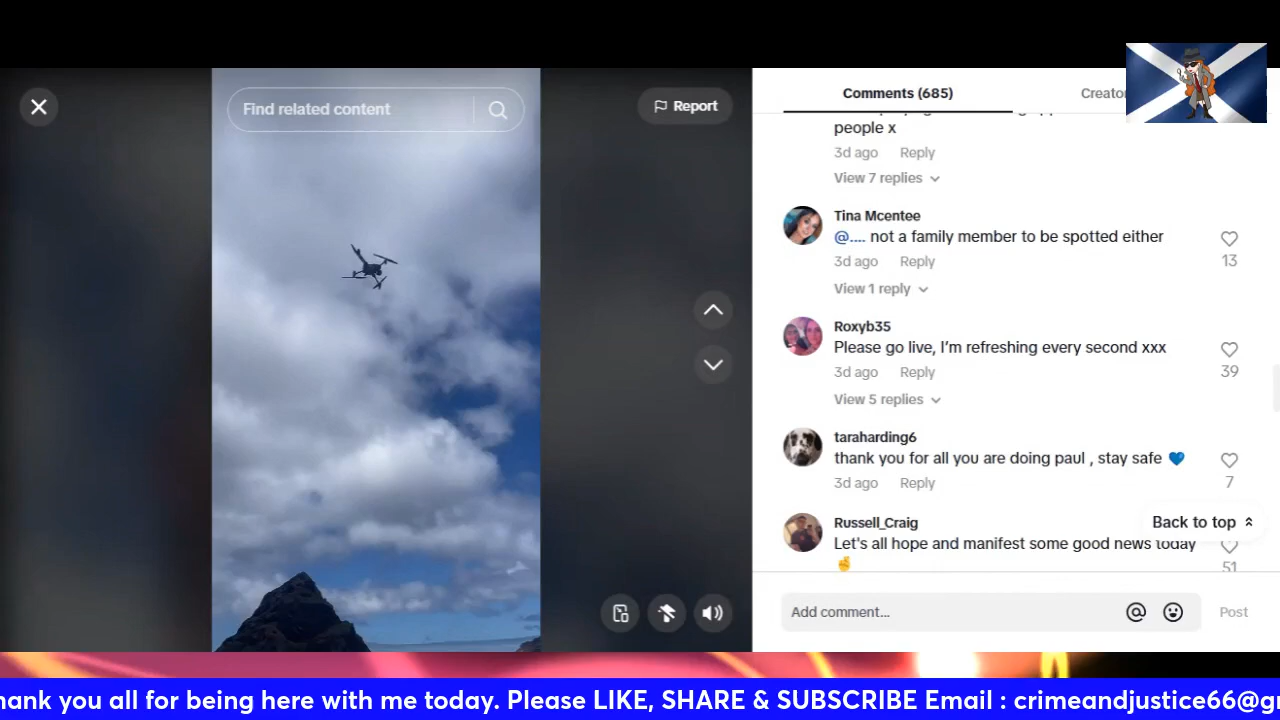 Find related content
Report
Comments (685)
people x
3d ago Reply
View 7 replies
Tina Mcentee
@.... not a family member to be spotted either
3d ago Reply
13
View 1 reply
Roxyb35
Please go live, I'm refreshing every second xxx
3d ago Reply
39
View 5 replies
taraharding6
thank you for all you are doing paul , stay safe 💙
3d ago Reply
7
Russell_Craig
Back to top
Let's all hope and manifest some good news today
🤞
51
Add comment...
Post
hank you all for being here with me today. Please LIKE, SHARE & SUBSCRIBE Email : crimeandjustice66@g